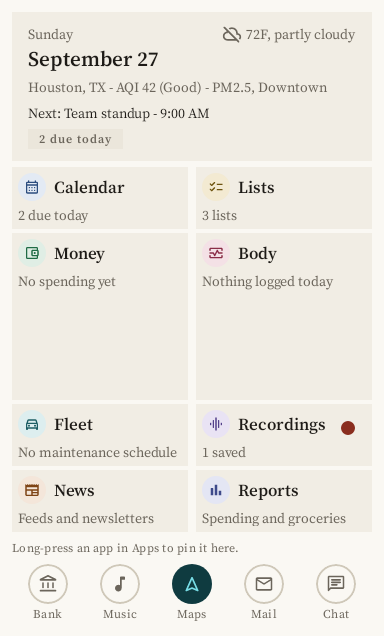 Sunday
72F, partly cloudy
September 27
Houston, TX - AQI 42 (Good) - PM2.5, Downtown
Next: Team standup - 9:00 AM
2 due today
Calendar
2 due today
Lists
3 lists
Money
No spending yet
Body
Nothing logged today
Fleet
No maintenance schedule
Recordings
1 saved
News
Feeds and newsletters
Reports
Spending and groceries
Long-press an app in Apps to pin it here.
Bank
Music
Maps
Mail
Chat